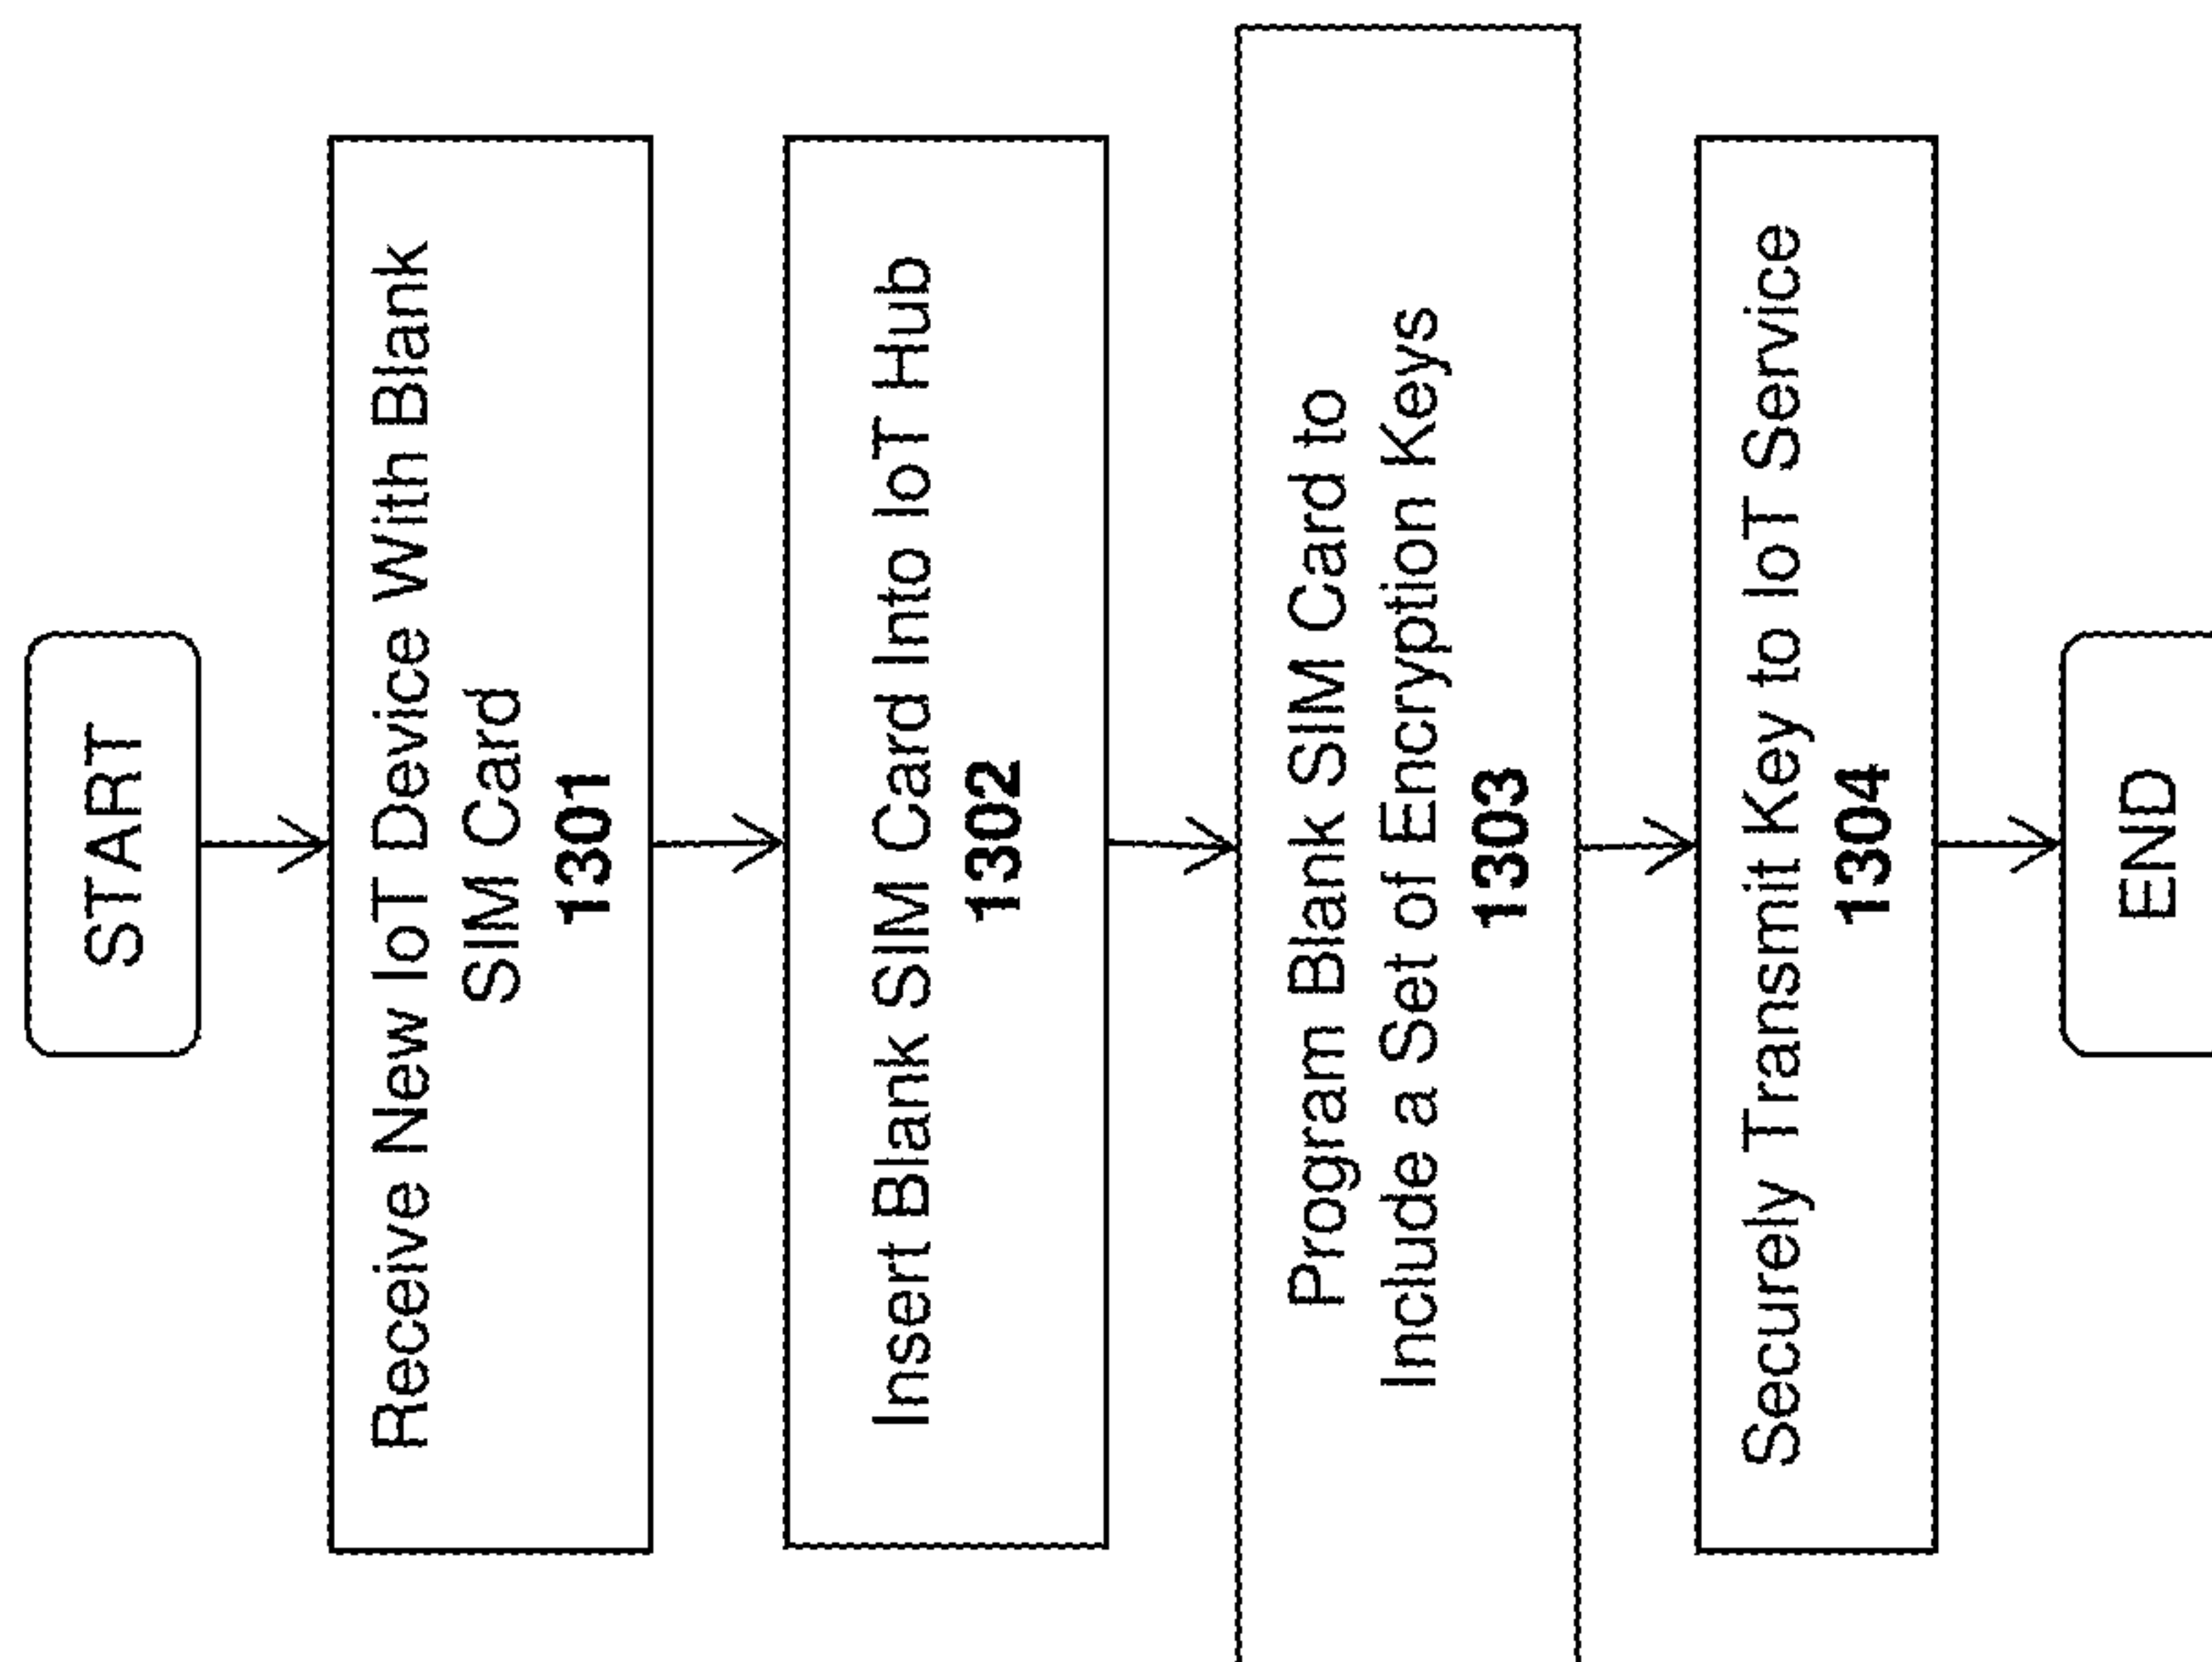 START
Receive New IoT Device With Blank
SIM Card
1301
Insert Blank SIM Card Into IoT Hub
1302
Program Blank SIM Card to
Include a Set of Encryption Keys
1303
Securely Transmit Key to IoT Service
1304
END